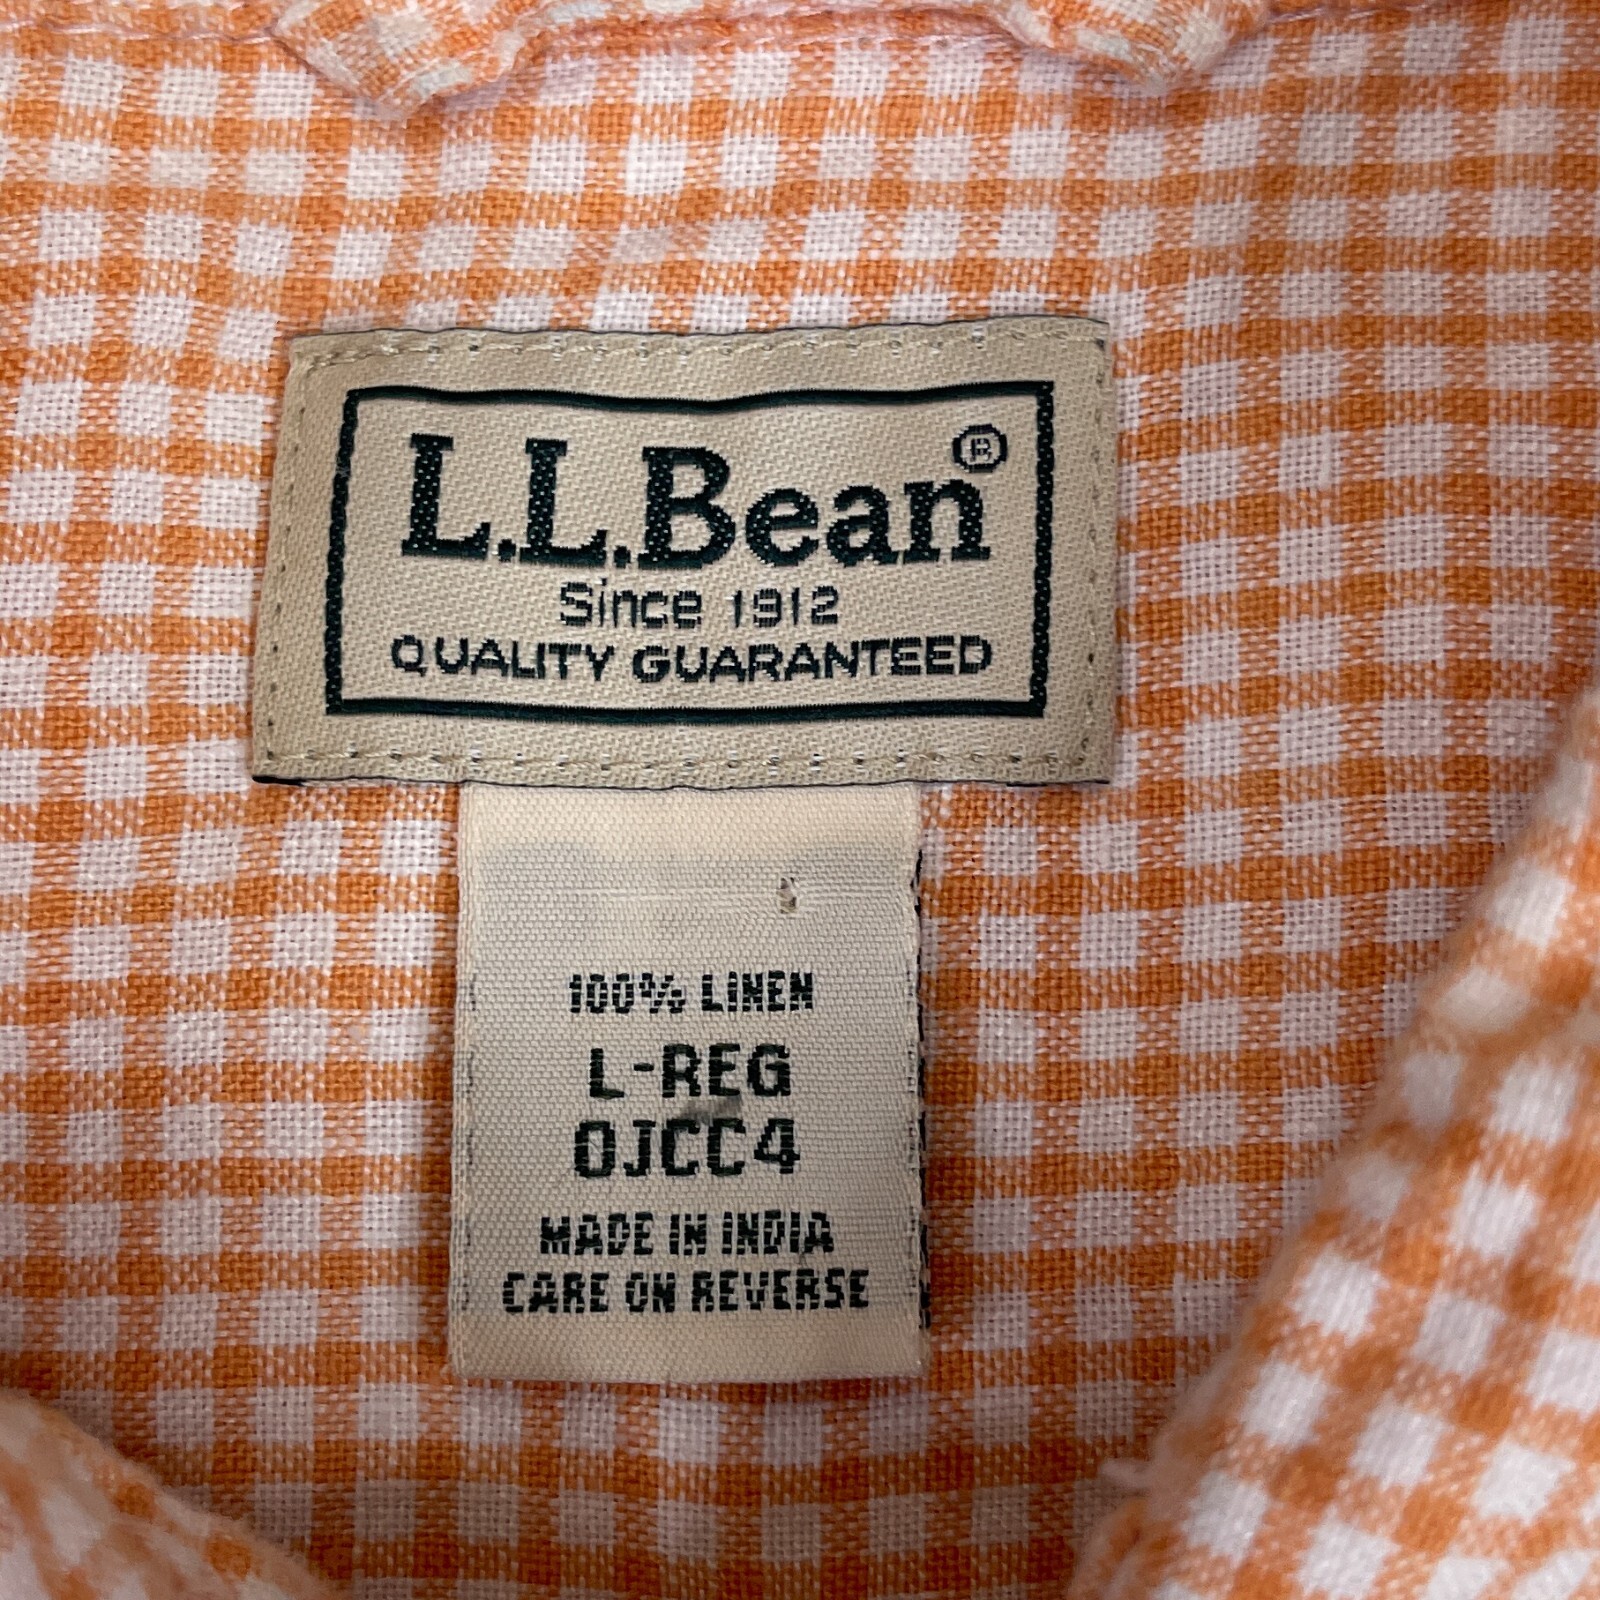 L.L.Bean®
Since 1912
QUALITY GUARANTEED
100% LINEN
L-REG
0JCC4
MADE IN INDIA
CARE ON REVERSE